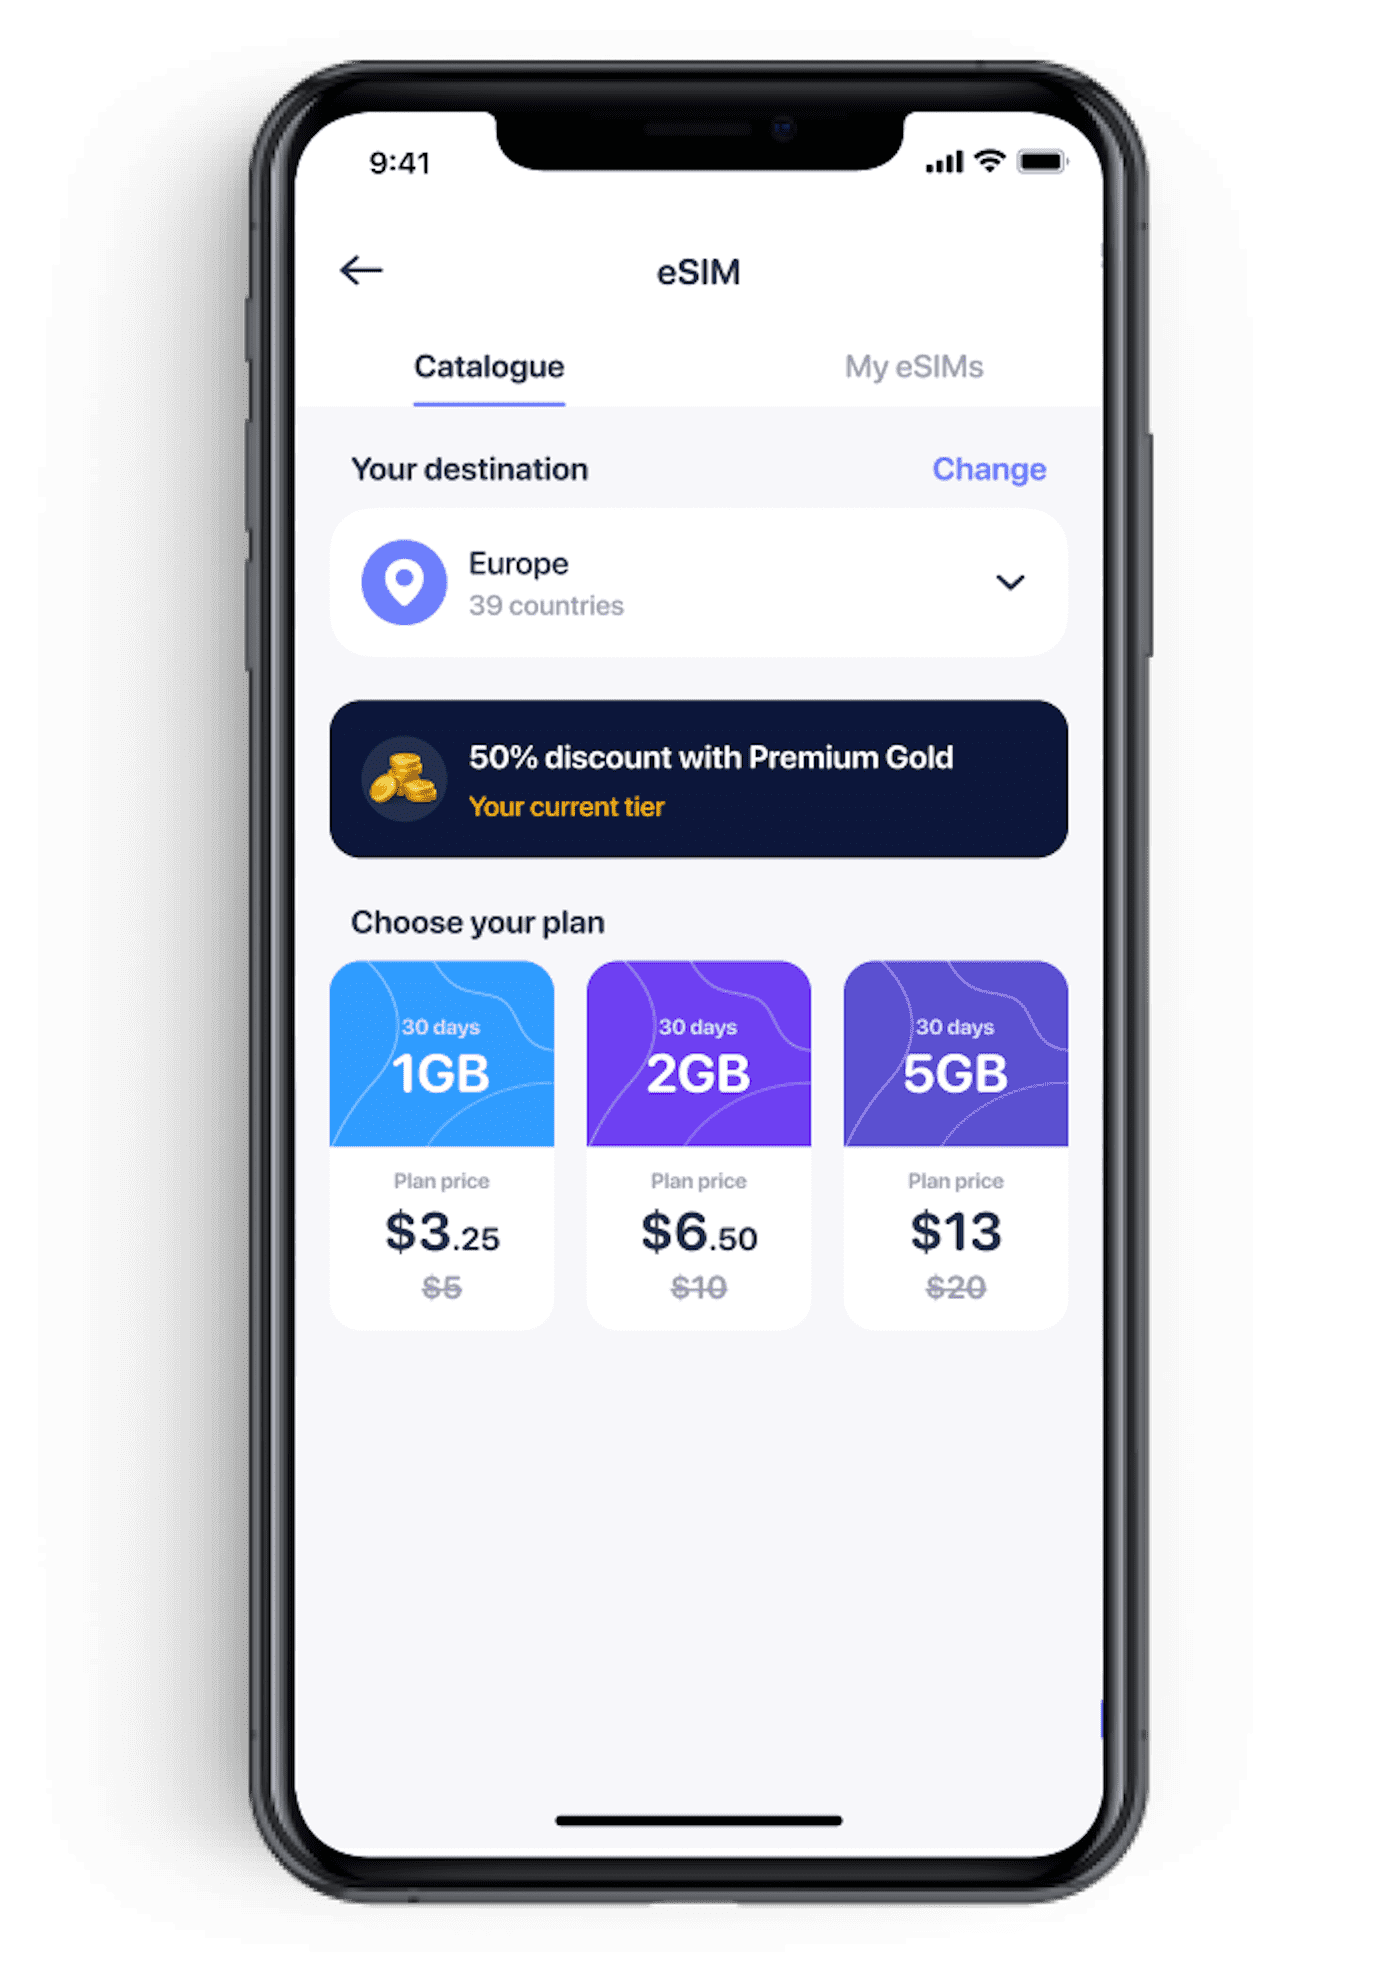 9:41
eSIM
Catalogue
My eSIMs
Your destination
Change
Europe
39 countries
50% discount with Premium Gold
Your current tier
Choose your plan
30 days
1GB
Plan price
$3.25
$5
30 days
2GB
Plan price
$6.50
$10
30 days
5GB
Plan price
$13
$20